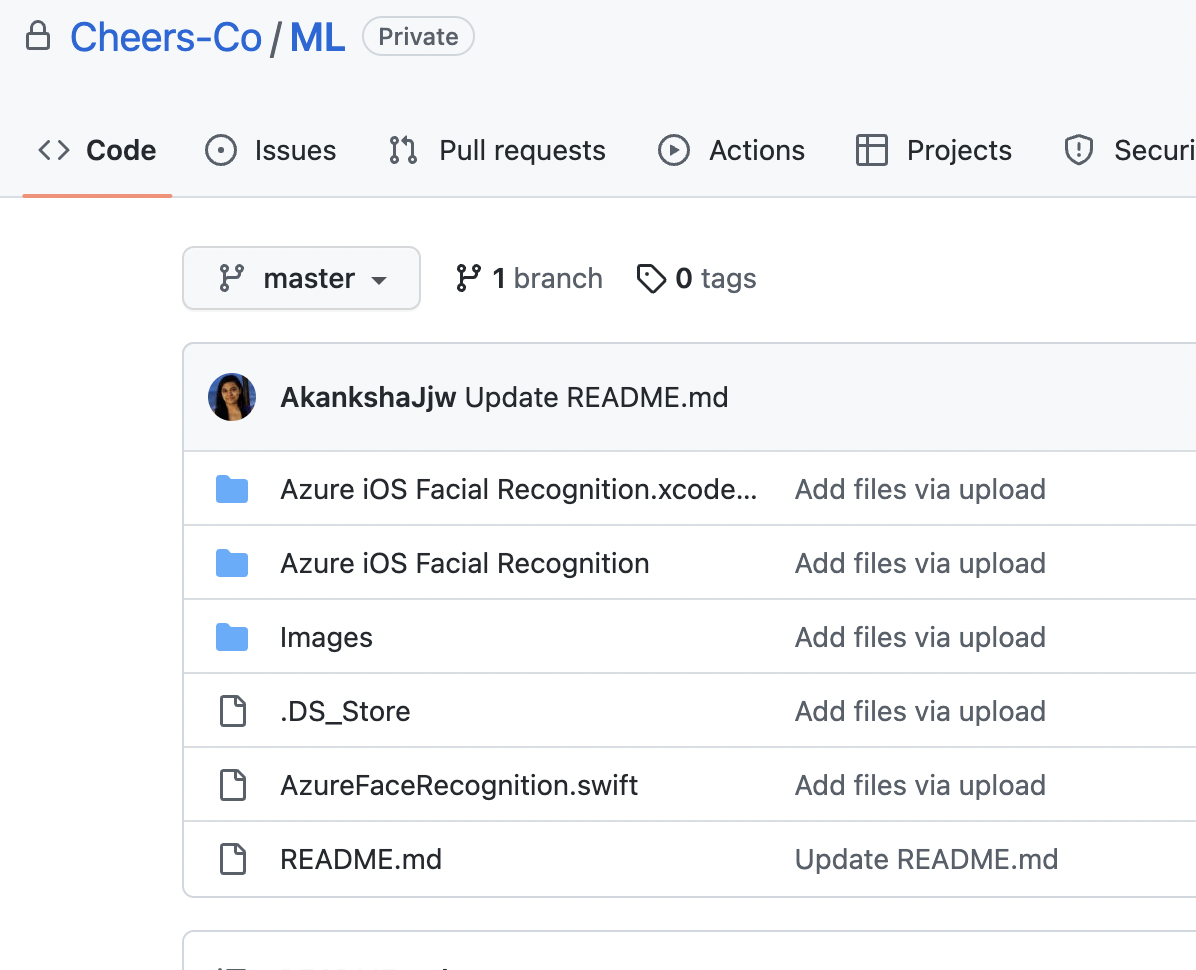 Cheers-Co / ML Private
Code Issues Pull requests Actions Projects Securi
master 1 branch 0 tags
AkankshaJjw Update README.md
Azure iOS Facial Recognition.xcode... Add files via upload
Azure iOS Facial Recognition Add files via upload
Images Add files via upload
.DS_Store Add files via upload
AzureFaceRecognition.swift Add files via upload
README.md Update README.md